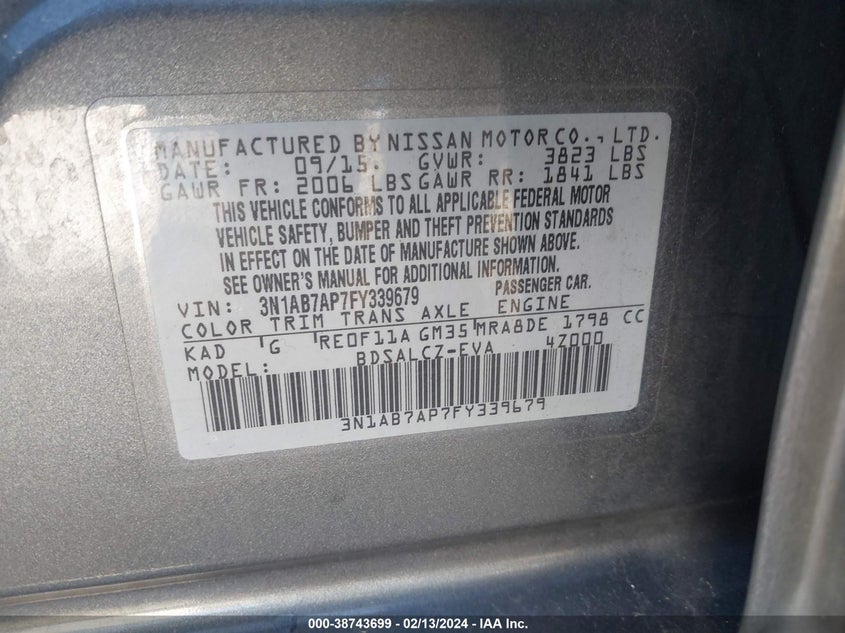 MANUFACTURED BY NISSAN MOTOR CO., LTD.
DATE: 09/15 GVWR: 3823 LBS
GAWR FR: 2006 LBS GAWR RR: 1841 LBS
THIS VEHICLE CONFORMS TO ALL APPLICABLE FEDERAL MOTOR
VEHICLE SAFETY, BUMPER AND THEFT PREVENTION STANDARDS
IN EFFECT ON THE DATE OF MANUFACTURE SHOWN ABOVE.
SEE OWNER'S MANUAL FOR ADDITIONAL INFORMATION.
VIN: 3N1AB7AP7FY339679 PASSENGER CAR.
COLOR TRIM TRANS AXLE ENGINE
KAD G RE0F11A GM35 MRA8DE 1798 CC
MODEL: BDSALCZ-EVA 4Z000
3N1AB7AP7FY339679
000-38743699 - 02/13/2024 - IAA Inc.